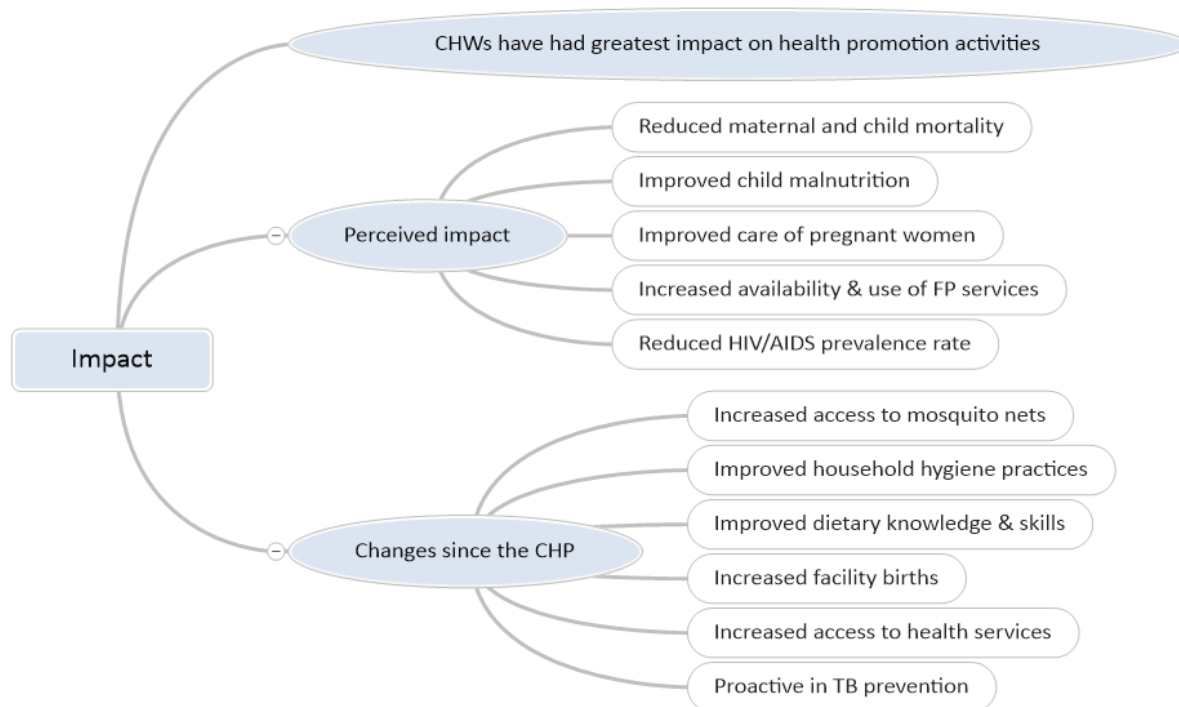 CHWs have had greatest impact on health promotion activities
Reduced maternal and child mortality
Improved child malnutrition
Perceived impact
Improved care of pregnant women
Increased availability & use of FP services
Reduced HIV/AIDS prevalence rate
Impact
Increased access to mosquito nets
Improved household hygiene practices
Improved dietary knowledge & skills
Changes since the CHP
Increased facility births
Increased access to health services
Proactive in TB prevention